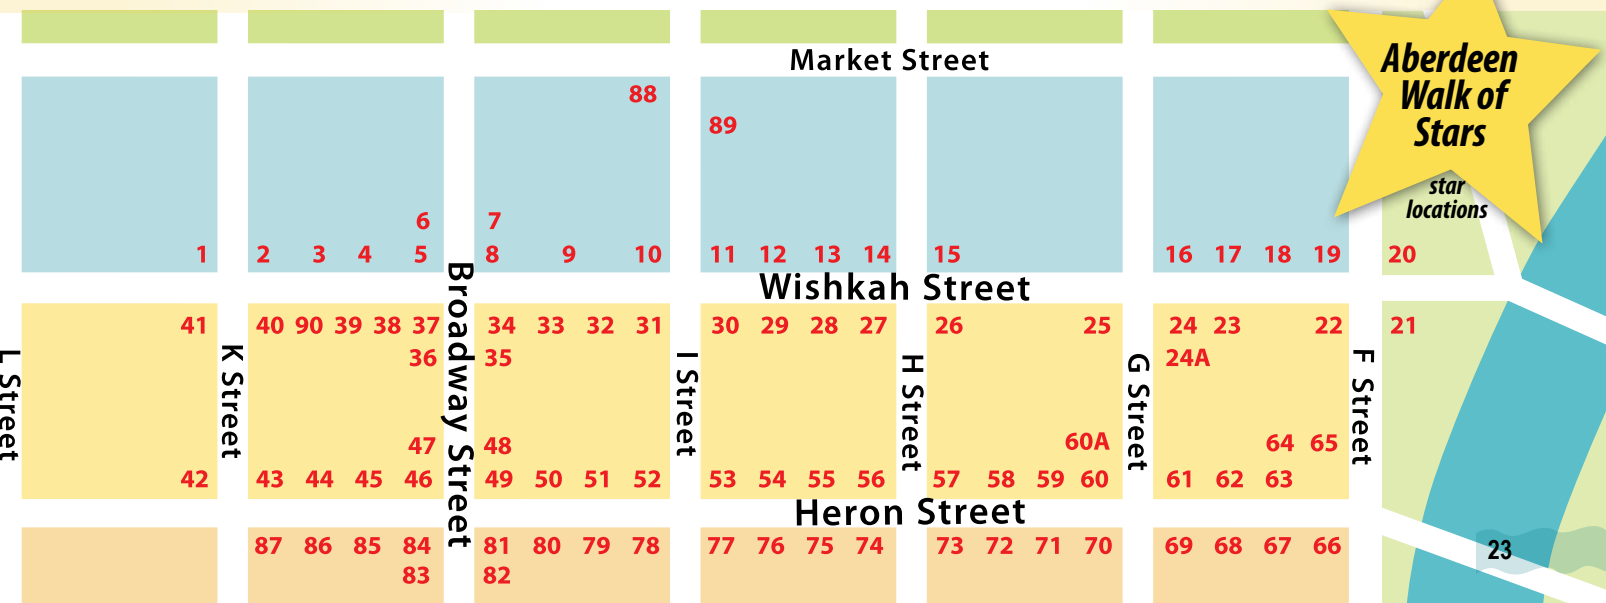 Market Street
Aberdeen
Walk of
Stars
star
locations
88
89
6 7
1 2 3 4 5 8 9 10 11 12 13 14 15 16 17 18 19 20
Wishkah Street
41 40 90 39 38 37 34 33 32 31 30 29 28 27 26 25 24 23 22 21
36 35 24A
L Street
K Street
Broadway Street
I Street
H Street
G Street
F Street
47 48 60A 64 65
42 43 44 45 46 49 50 51 52 53 54 55 56 57 58 59 60 61 62 63
Heron Street
87 86 85 84 81 80 79 78 77 76 75 74 73 72 71 70 69 68 67 66
83 82
23